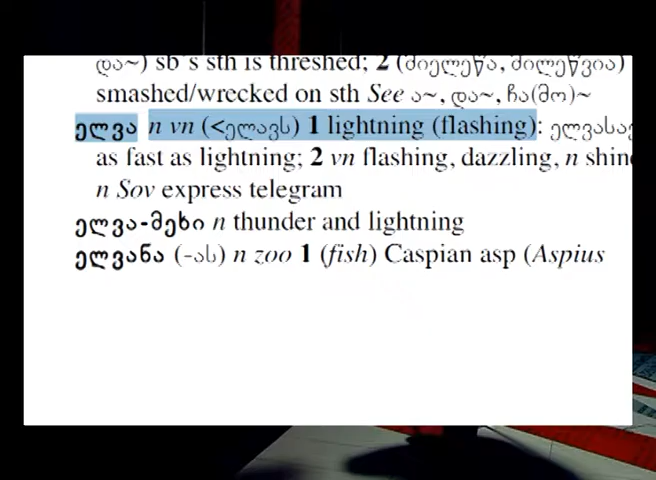 და~) sb's sth is threshed; 2 (მიელეწა, მილეწვია)
smashed/wrecked on sth See ა~, და~, ჩა(მო)~
ელვა n vn (<ელავს) 1 lightning (flashing):
as fast as lightning; 2 vn flashing, dazzling, n
n Sov express telegram
ელვა-მეხი n thunder and lightning
ელვანა (-ას) n zoo 1 (fish) Caspian asp (Aspius